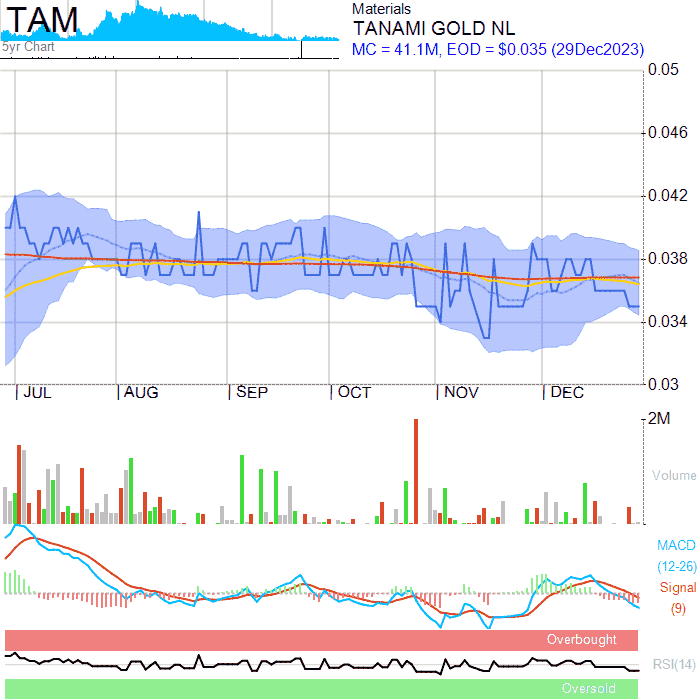 TAM
5yr Chart
Materials
TANAMI GOLD NL
MC = 41.1M, EOD = $0.035 (29Dec2023)
0.05
0.046
0.042
0.038
0.034
0.03
JUL AUG SEP OCT NOV DEC
2M
Volume
MACD
(12-26)
Signal
(9)
Overbought
RSI(14)
Oversold